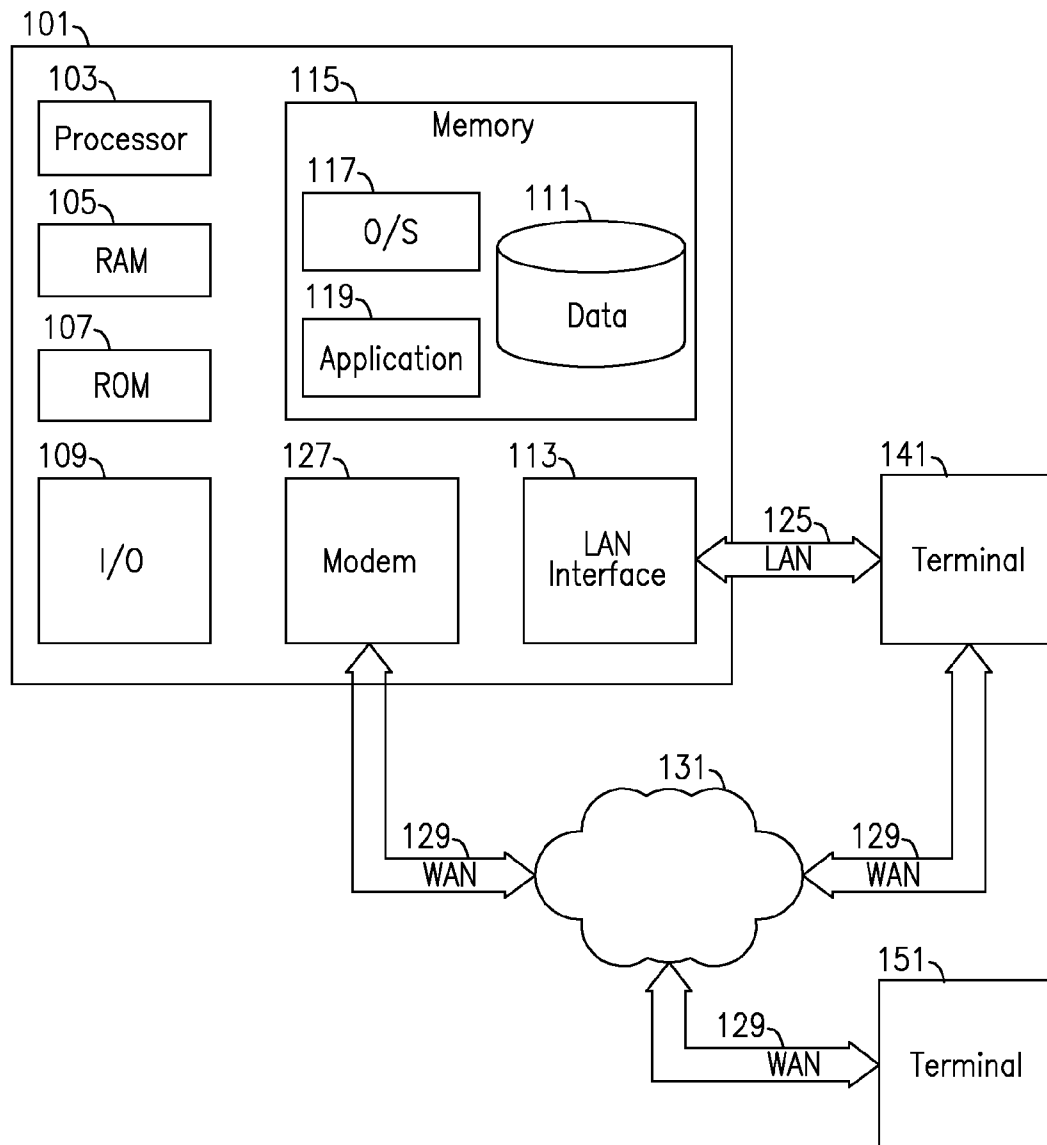 101
103
Processor
105
RAM
107
ROM
109
I/O
115
Memory
117
O/S
119
Application
111
Data
127
Modem
113
LAN
Interface
125
LAN
141
Terminal
131
129
WAN
129
WAN
129
WAN
151
Terminal